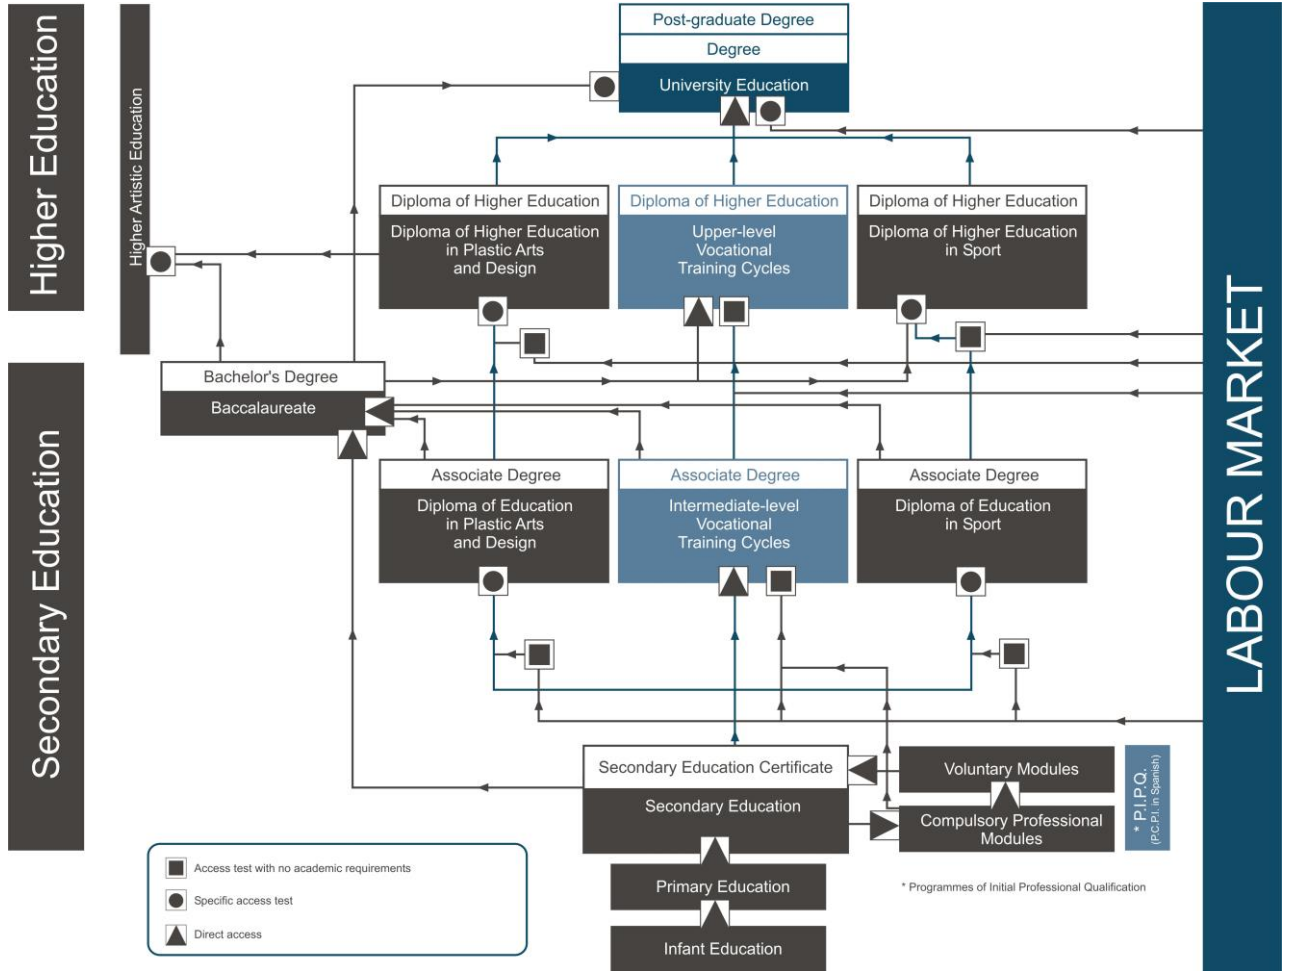 Higher Education
Secondary Education
Higher Artistic Education
Post-graduate Degree
Degree
University Education
Diploma of Higher Education
Diploma of Higher Education
in Plastic Arts
and Design
Diploma of Higher Education
Upper-level
Vocational
Training Cycles
Diploma of Higher Education
Diploma of Higher Education
in Sport
Bachelor's Degree
Baccalaureate
Associate Degree
Diploma of Education
in Plastic Arts
and Design
Associate Degree
Intermediate-level
Vocational
Training Cycles
Associate Degree
Diploma of Education
in Sport
Secondary Education Certificate
Secondary Education
Voluntary Modules
Compulsory Professional
Modules
* P.I.P.Q.
(P.C.P.I. in Spanish)
Primary Education
Infant Education
* Programmes of Initial Professional Qualification
Access test with no academic requirements
Specific access test
Direct access
LABOUR MARKET